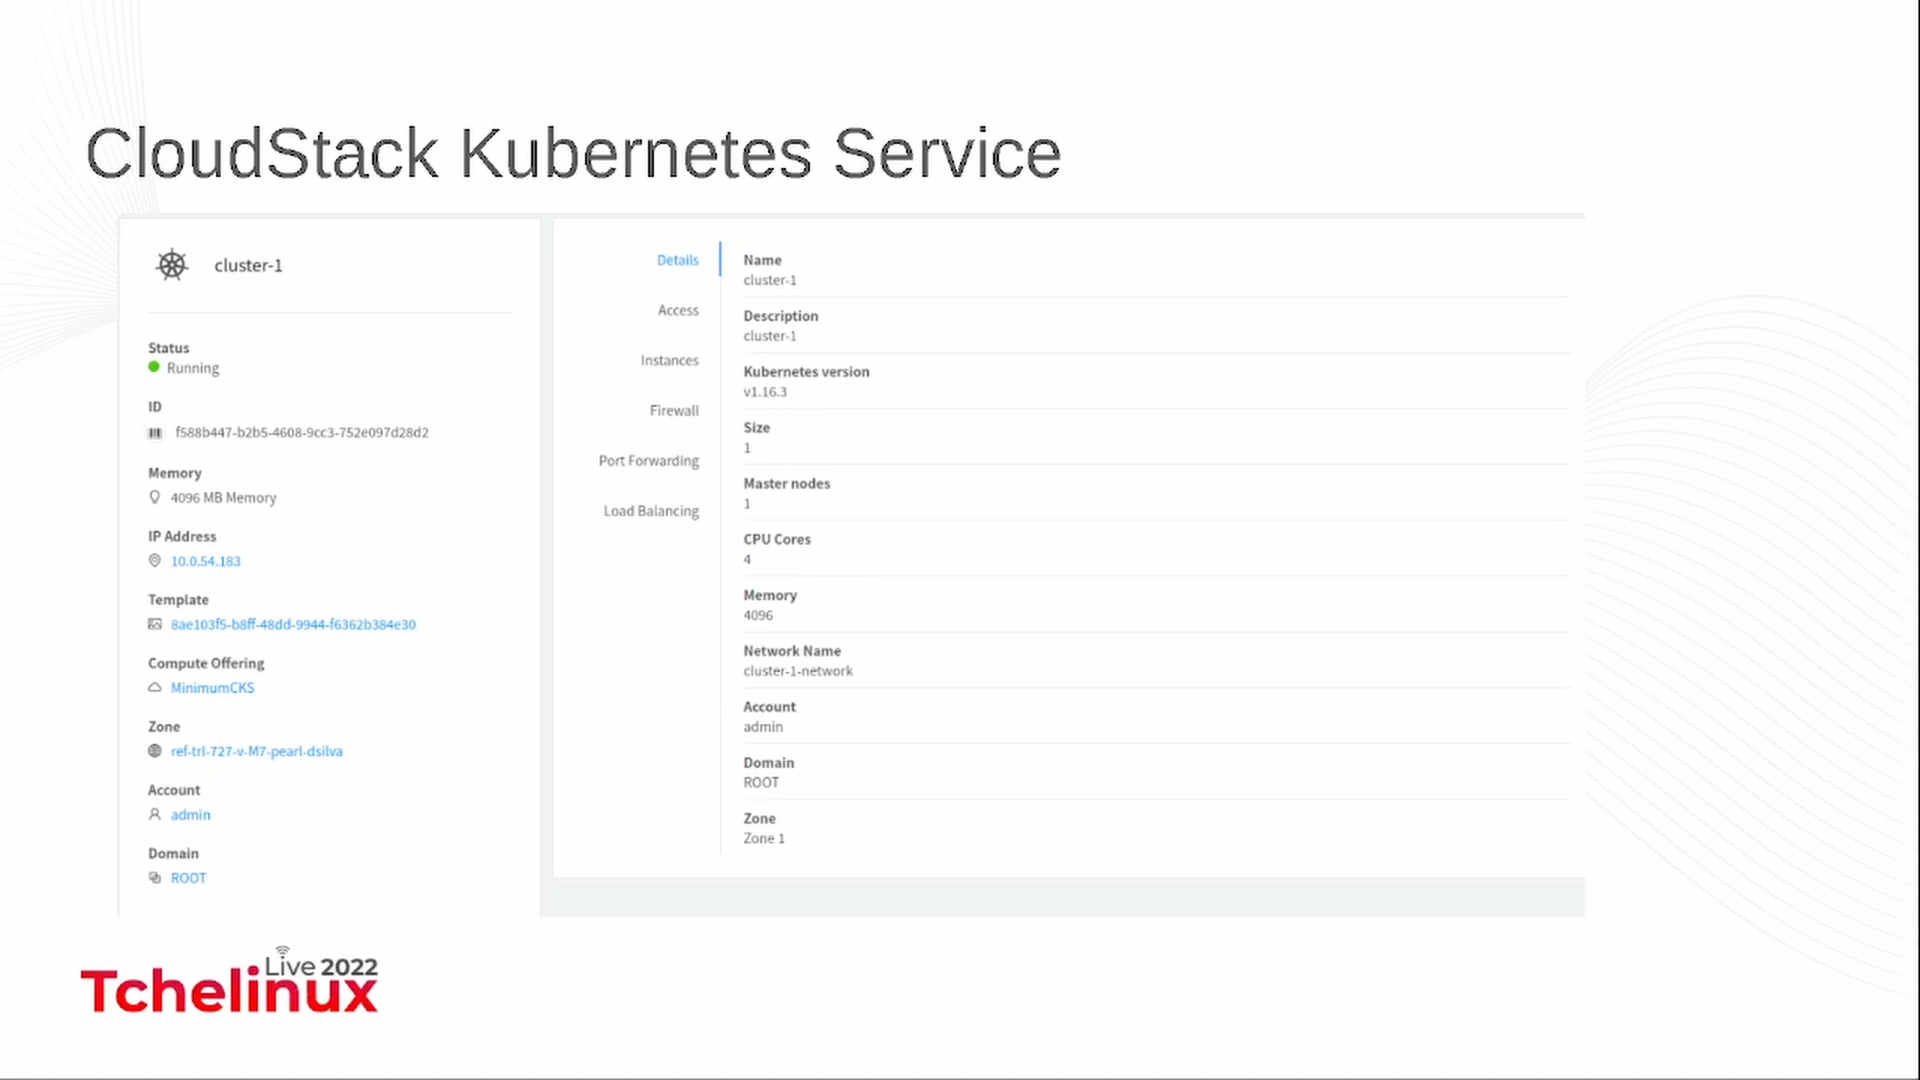 CloudStack Kubernetes Service
cluster-1
Status
Running
ID
f588b447-b2b5-4608-9cc3-752e097d28d2
Memory
4096 MB Memory
IP Address
10.0.54.183
Template
8ae103f5-b8ff-48dd-9944-f6362b384e30
Compute Offering
MinimumCKS
Zone
ref-trl-727-v-M7-pearl-dsilva
Account
admin
Domain
ROOT
Details
Access
Instances
Firewall
Port Forwarding
Load Balancing
Name
cluster-1
Description
cluster-1
Kubernetes version
v1.16.3
Size
1
Master nodes
1
CPU Cores
4
Memory
4096
Network Name
cluster-1-network
Account
admin
Domain
ROOT
Zone
Zone 1
Live 2022
Tchelinux